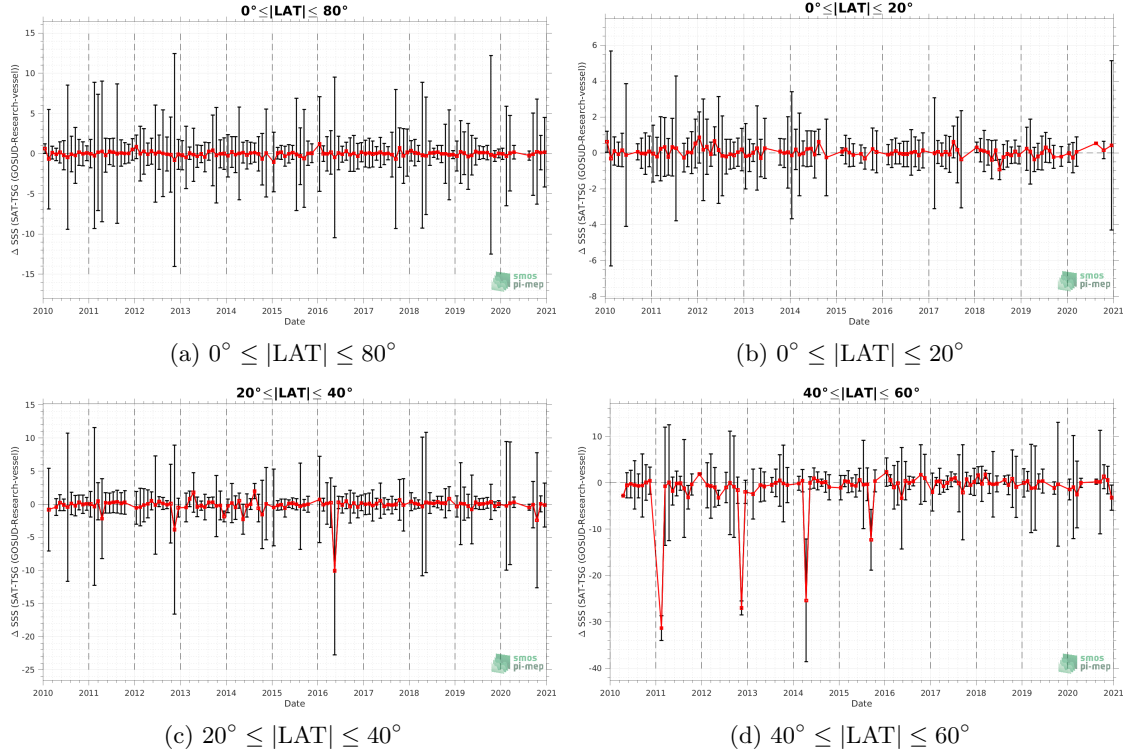 0°≤|LAT|≤ 80°
Δ SSS (SAT-TSG (GOSUD-Research-vessel))
15
10
5
0
-5
-10
-15
2010 2011 2012 2013 2014 2015 2016 2017 2018 2019 2020 2021
Date
smos
pi-mep
(a) 0° ≤ |LAT| ≤ 80°
0°≤|LAT|≤ 20°
Δ SSS (SAT-TSG (GOSUD-Research-vessel))
6
4
2
0
-2
-4
-6
-8
2010 2011 2012 2013 2014 2015 2016 2017 2018 2019 2020 2021
Date
smos
pi-mep
(b) 0° ≤ |LAT| ≤ 20°
20°≤|LAT|≤ 40°
Δ SSS (SAT-TSG (GOSUD-Research-vessel))
15
10
5
0
-5
-10
-15
-20
-25
2010 2011 2012 2013 2014 2015 2016 2017 2018 2019 2020 2021
Date
smos
pi-mep
(c) 20° ≤ |LAT| ≤ 40°
40°≤|LAT|≤ 60°
Δ SSS (SAT-TSG (GOSUD-Research-vessel))
10
0
-10
-20
-30
-40
2010 2011 2012 2013 2014 2015 2016 2017 2018 2019 2020 2021
Date
smos
pi-mep
(d) 40° ≤ |LAT| ≤ 60°